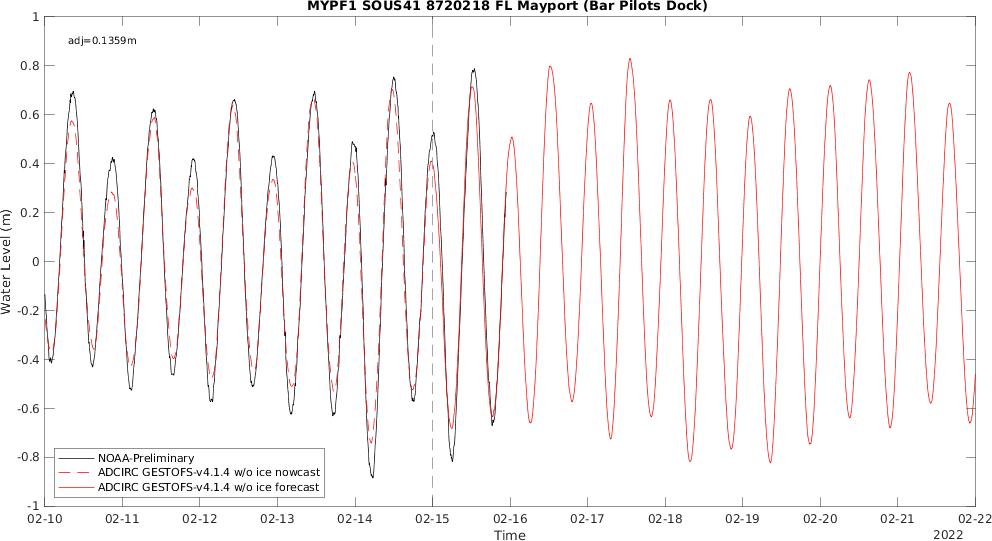 MYPF1 SOUS41 8720218 FL Mayport (Bar Pilots Dock)
adj=0.1359m
1
0.8
0.6
0.4
0.2
0
-0.2
-0.4
-0.6
-0.8
-1
Water Level (m)
NOAA-Preliminary
ADCIRC GESTOFS-v4.1.4 w/o ice nowcast
ADCIRC GESTOFS-v4.1.4 w/o ice forecast
02-10 02-11 02-12 02-13 02-14 02-15 02-16 02-17 02-18 02-19 02-20 02-21 02-22
Time
2022